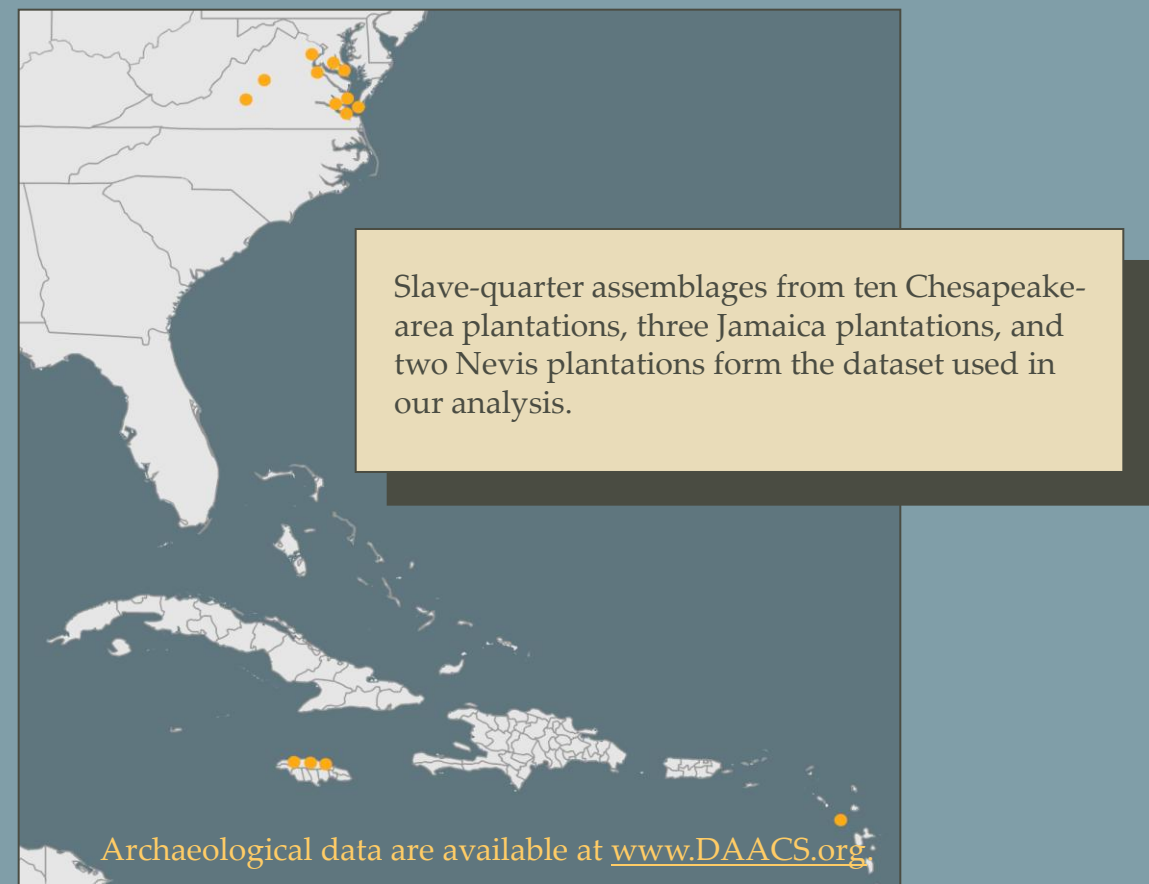 Slave-quarter assemblages from ten Chesapeake-
area plantations, three Jamaica plantations, and
two Nevis plantations form the dataset used in
our analysis.
Archaeological data are available at www.DAACS.org.